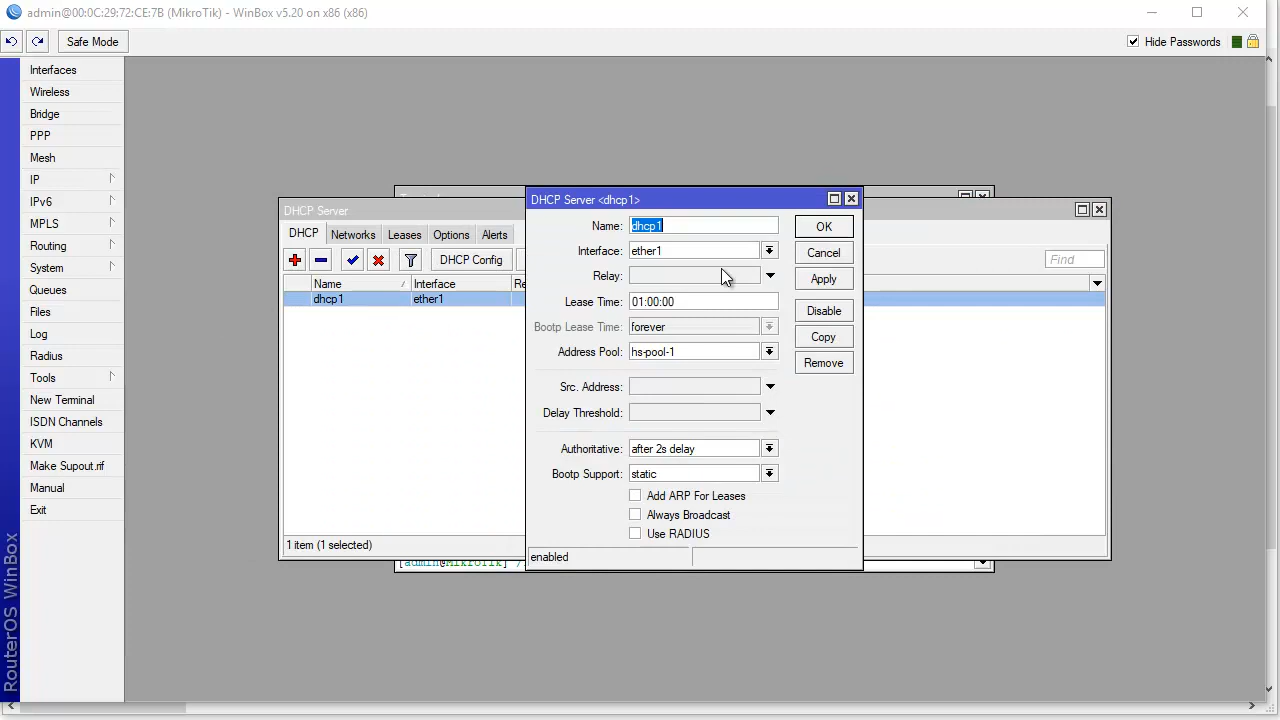 admin@00:0C:29:72:CE:7B (MikroTik) - WinBox v5.20 on x86 (x86)
Safe Mode
Hide Passwords
Interfaces
Wireless
Bridge
PPP
Mesh
IP
IPv6
MPLS
Routing
System
Queues
Files
Log
Radius
Tools
New Terminal
ISDN Channels
KVM
Make Supout.rif
Manual
Exit
RouterOS WinBox
DHCP Server
DHCP Networks Leases Options Alerts
DHCP Config
Find
Name / Interface Re
dhcp1 ether1
1 item (1 selected)
[admin@MikroTik] /
DHCP Server <dhcp1>
Name: dhcp1
Interface: ether1
Relay:
Lease Time: 01:00:00
Bootp Lease Time: forever
Address Pool: hs-pool-1
Src. Address:
Delay Threshold:
Authoritative: after 2s delay
Bootp Support: static
Add ARP For Leases
Always Broadcast
Use RADIUS
enabled
OK
Cancel
Apply
Disable
Copy
Remove